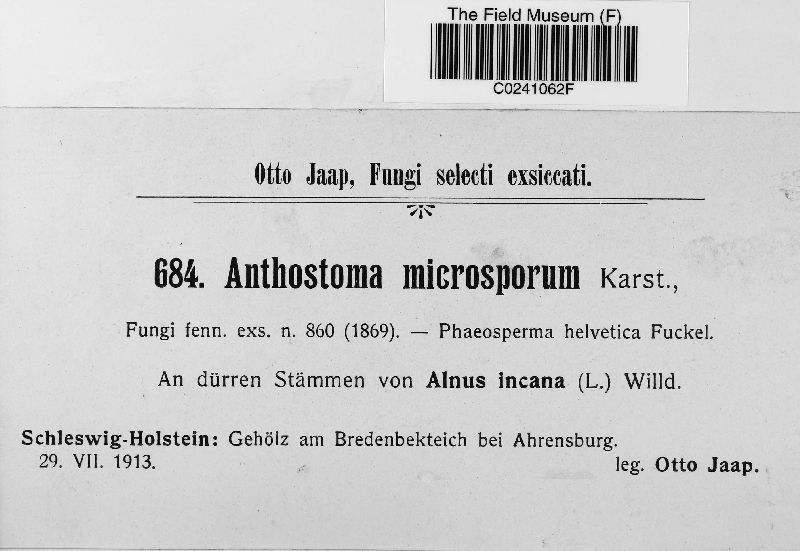 The Field Museum (F)
C0241062F
Otto Jaap, Fungi selecti exsiccati.
684. Anthostoma microsporum Karst.,
Fungi fenn. exs. n. 860 (1869). — Phaeosperma helvetica Fuckel.
An dürren Stämmen von Alnus incana (L.) Willd.
Schleswig-Holstein: Gehölz am Bredenbekteich bei Ahrensburg.
29. VII. 1913. leg. Otto Jaap.